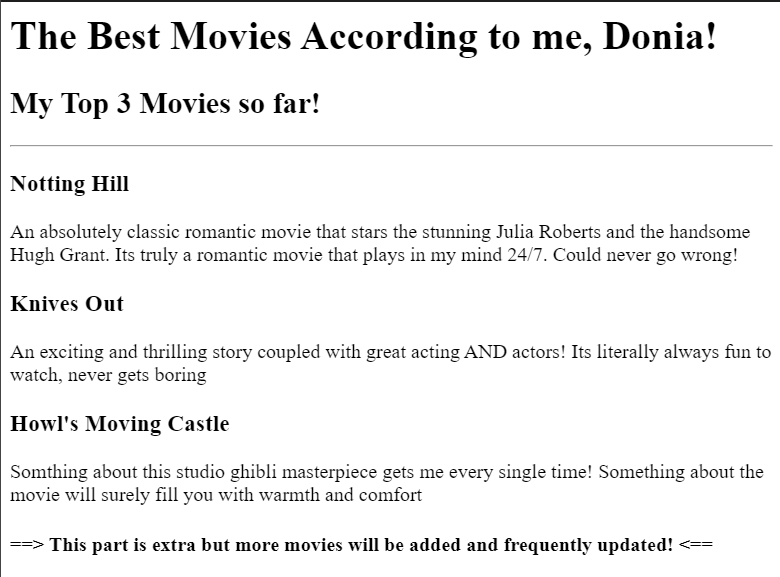 The Best Movies According to me, Donia!
My Top 3 Movies so far!
Notting Hill
An absolutely classic romantic movie that stars the stunning Julia Roberts and the handsome
Hugh Grant. Its truly a romantic movie that plays in my mind 24/7. Could never go wrong!
Knives Out
An exciting and thrilling story coupled with great acting AND actors! Its literally always fun to
watch, never gets boring
Howl's Moving Castle
Somthing about this studio ghibli masterpiece gets me every single time! Something about the
movie will surely fill you with warmth and comfort
==> This part is extra but more movies will be added and frequently updated! <==